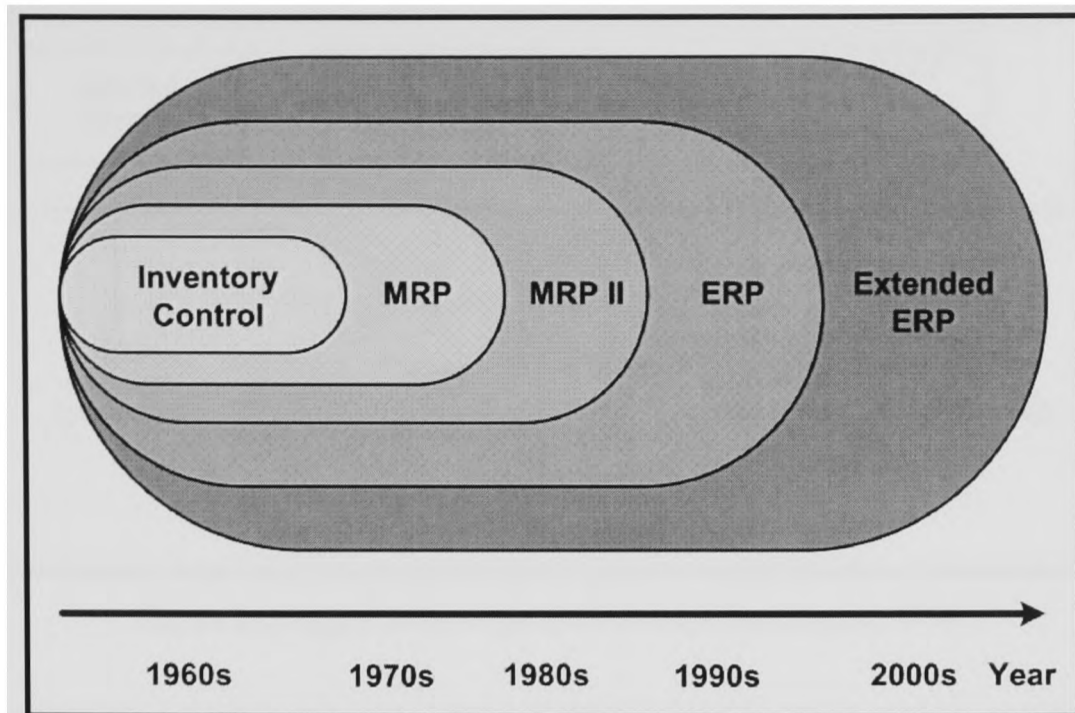 Inventory
Control
MRP
MRP II
ERP
Extended
ERP
1960s
1970s
1980s
1990s
2000s
Year